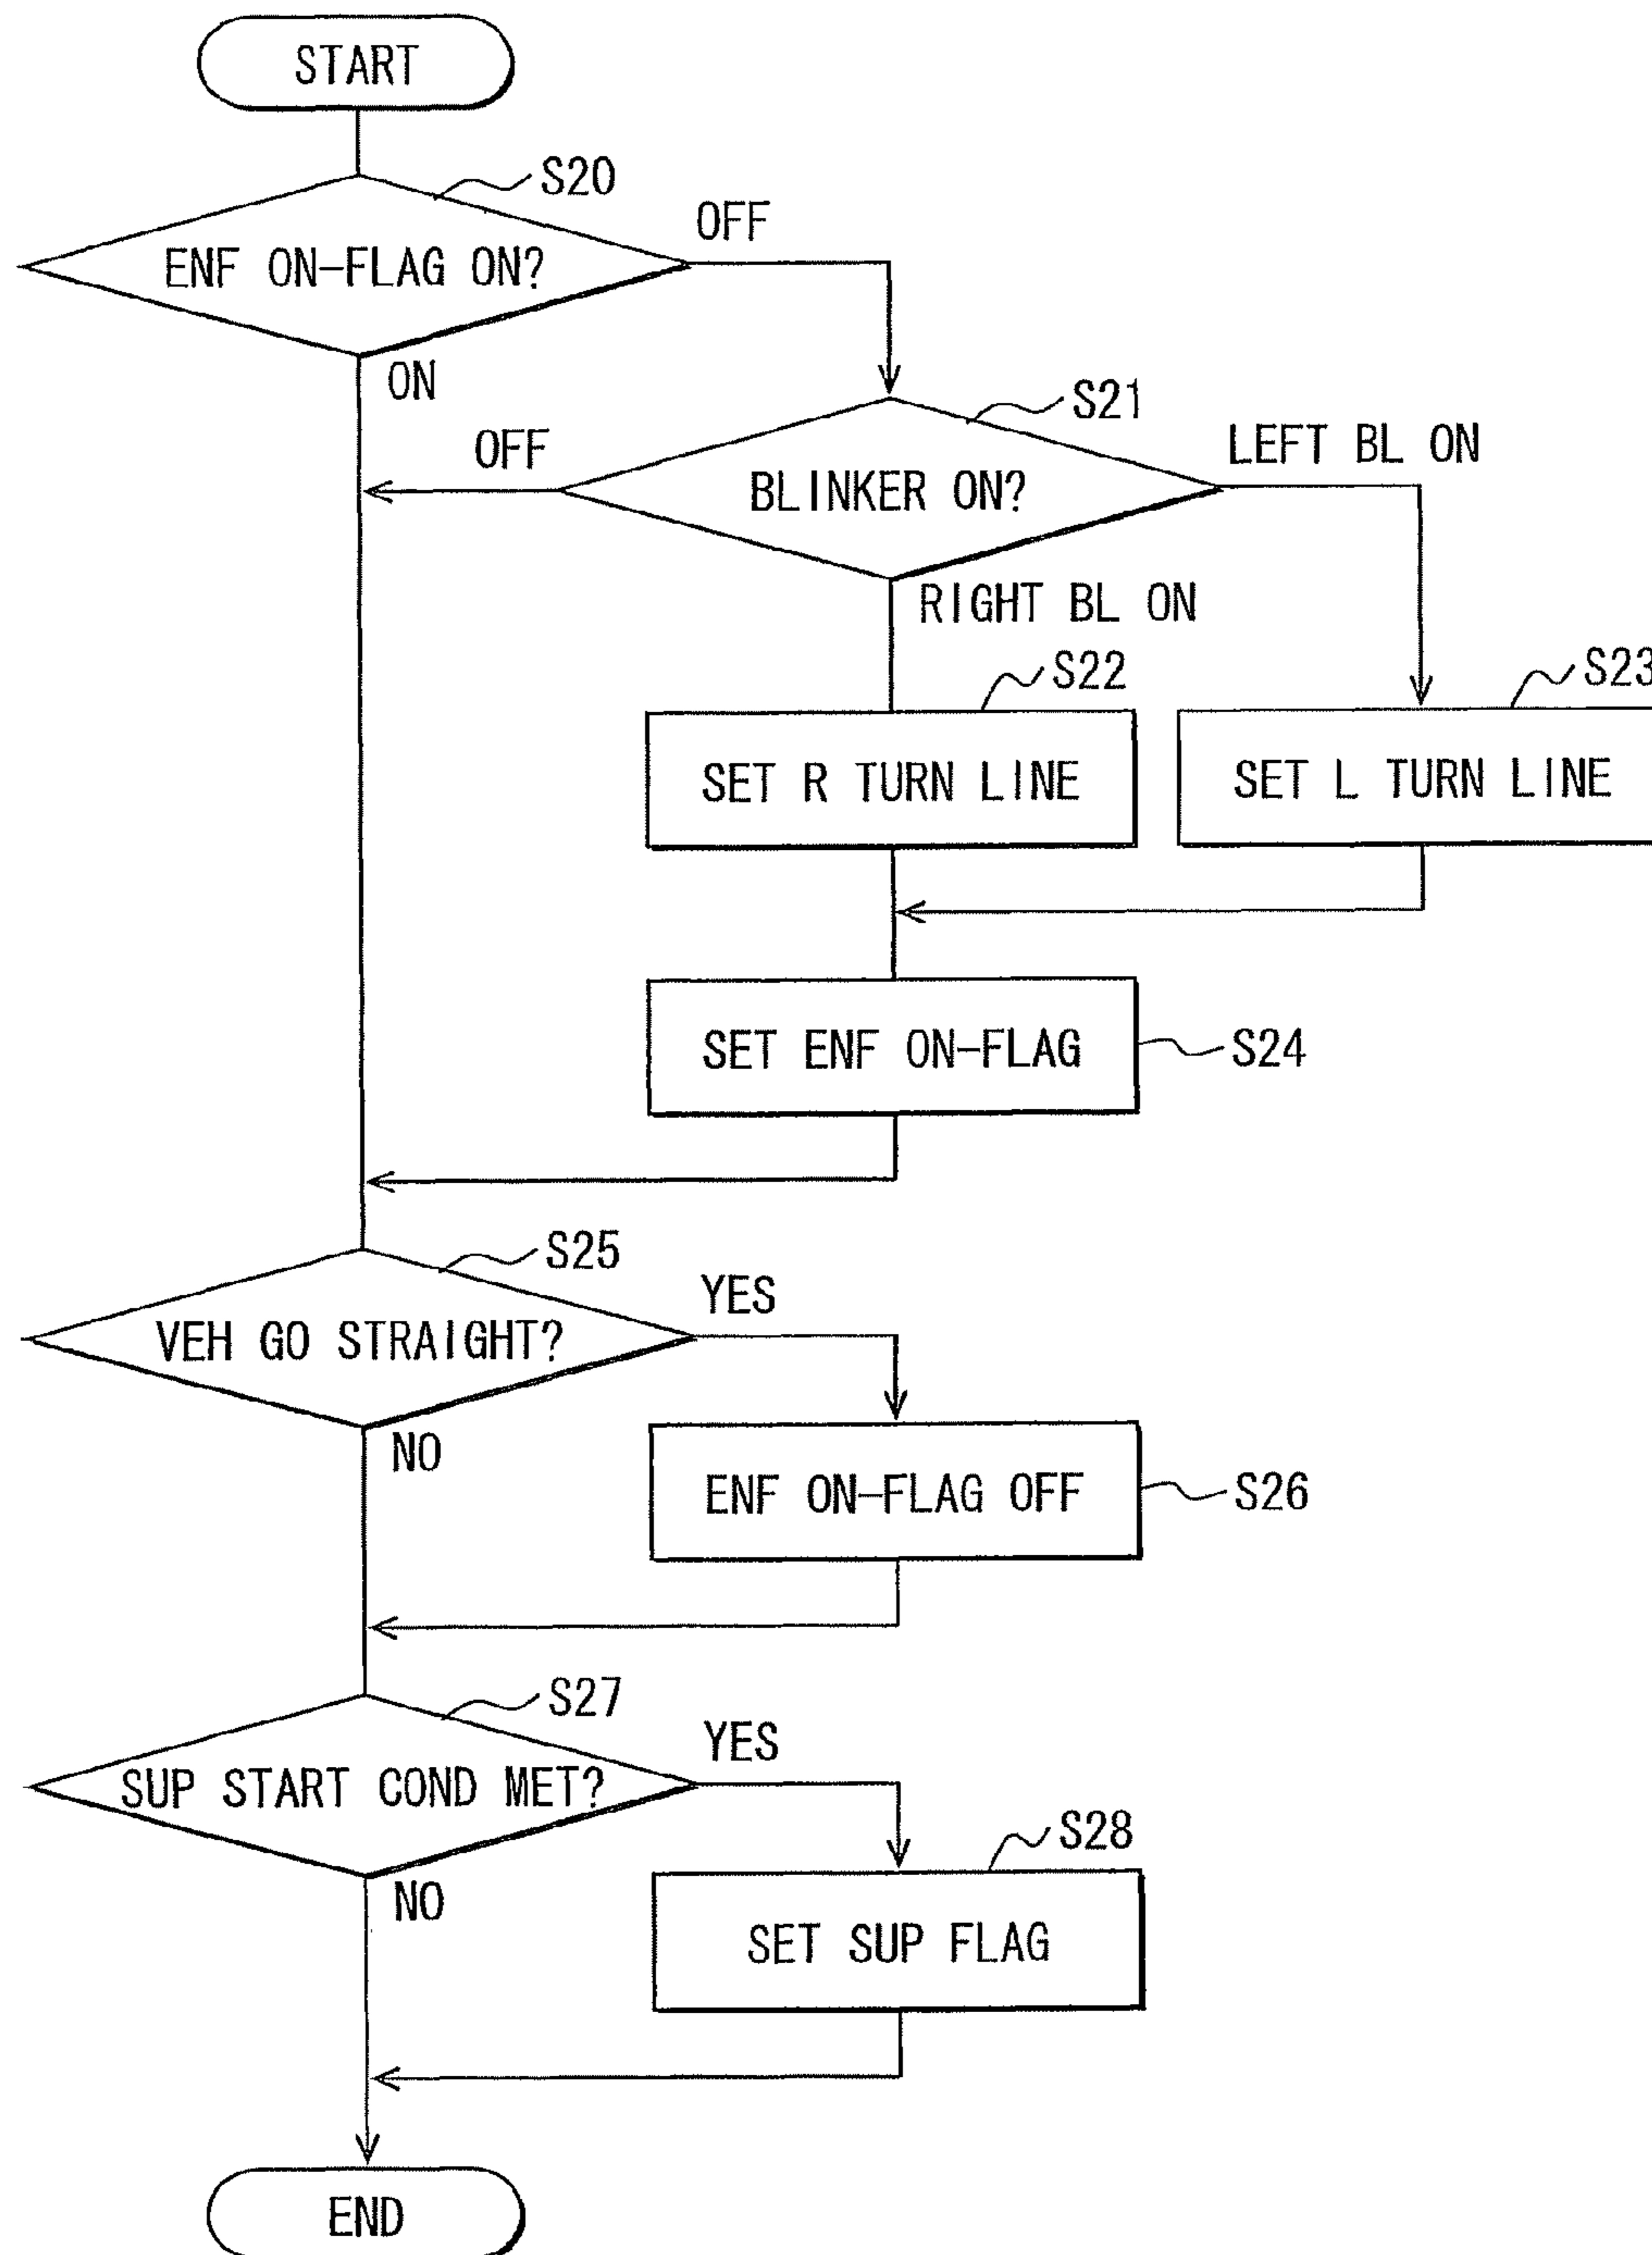 START
S20
ENF ON-FLAG ON?
OFF
ON
S21
BLINKER ON?
OFF
LEFT BL ON
RIGHT BL ON
S22
SET R TURN LINE
S23
SET L TURN LINE
SET ENF ON-FLAG
S24
S25
VEH GO STRAIGHT?
YES
NO
ENF ON-FLAG OFF
S26
S27
SUP START COND MET?
YES
NO
S28
SET SUP FLAG
END